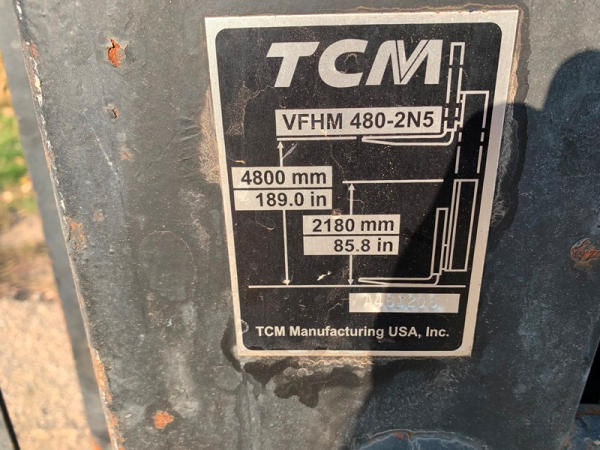 TCM
VFHM 480-2N5
4800 mm
189.0 in
2180 mm
85.8 in
TCM Manufacturing USA, Inc.